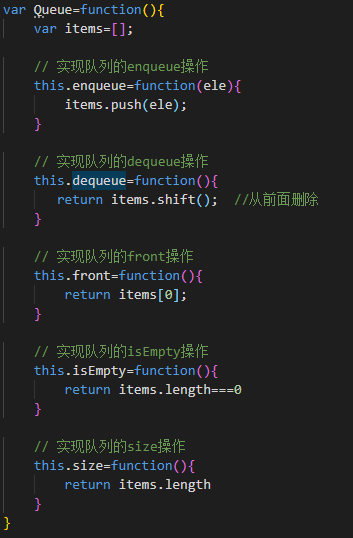 var Queue=function(){
    var items=[];

    // 实现队列的enqueue操作
    this.enqueue=function(ele){
        items.push(ele);
    }

    // 实现队列的dequeue操作
    this.dequeue=function(){
       return items.shift();  //从前面删除
    }

    // 实现队列的front操作
    this.front=function(){
        return items[0];
    }

    // 实现队列的isEmpty操作
    this.isEmpty=function(){
        return items.length===0
    }

    // 实现队列的size操作
    this.size=function(){
        return items.length
    }
}